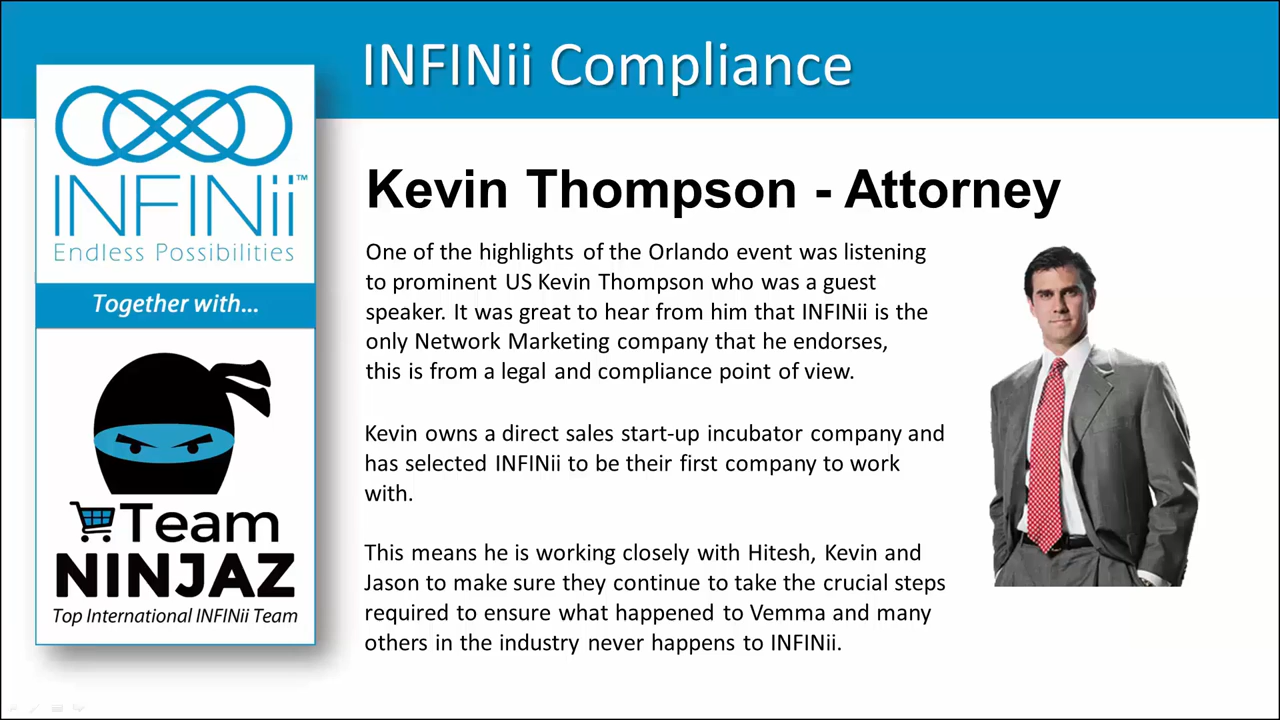 INFINii Compliance
INFINii™
Endless Possibilities
Together with...
Team
NINJAZ
Top International INFINii Team
Kevin Thompson - Attorney
One of the highlights of the Orlando event was listening
to prominent US Kevin Thompson who was a guest
speaker. It was great to hear from him that INFINii is the
only Network Marketing company that he endorses,
this is from a legal and compliance point of view.
Kevin owns a direct sales start-up incubator company and
has selected INFINii to be their first company to work
with.
This means he is working closely with Hitesh, Kevin and
Jason to make sure they continue to take the crucial steps
required to ensure what happened to Vemma and many
others in the industry never happens to INFINii.